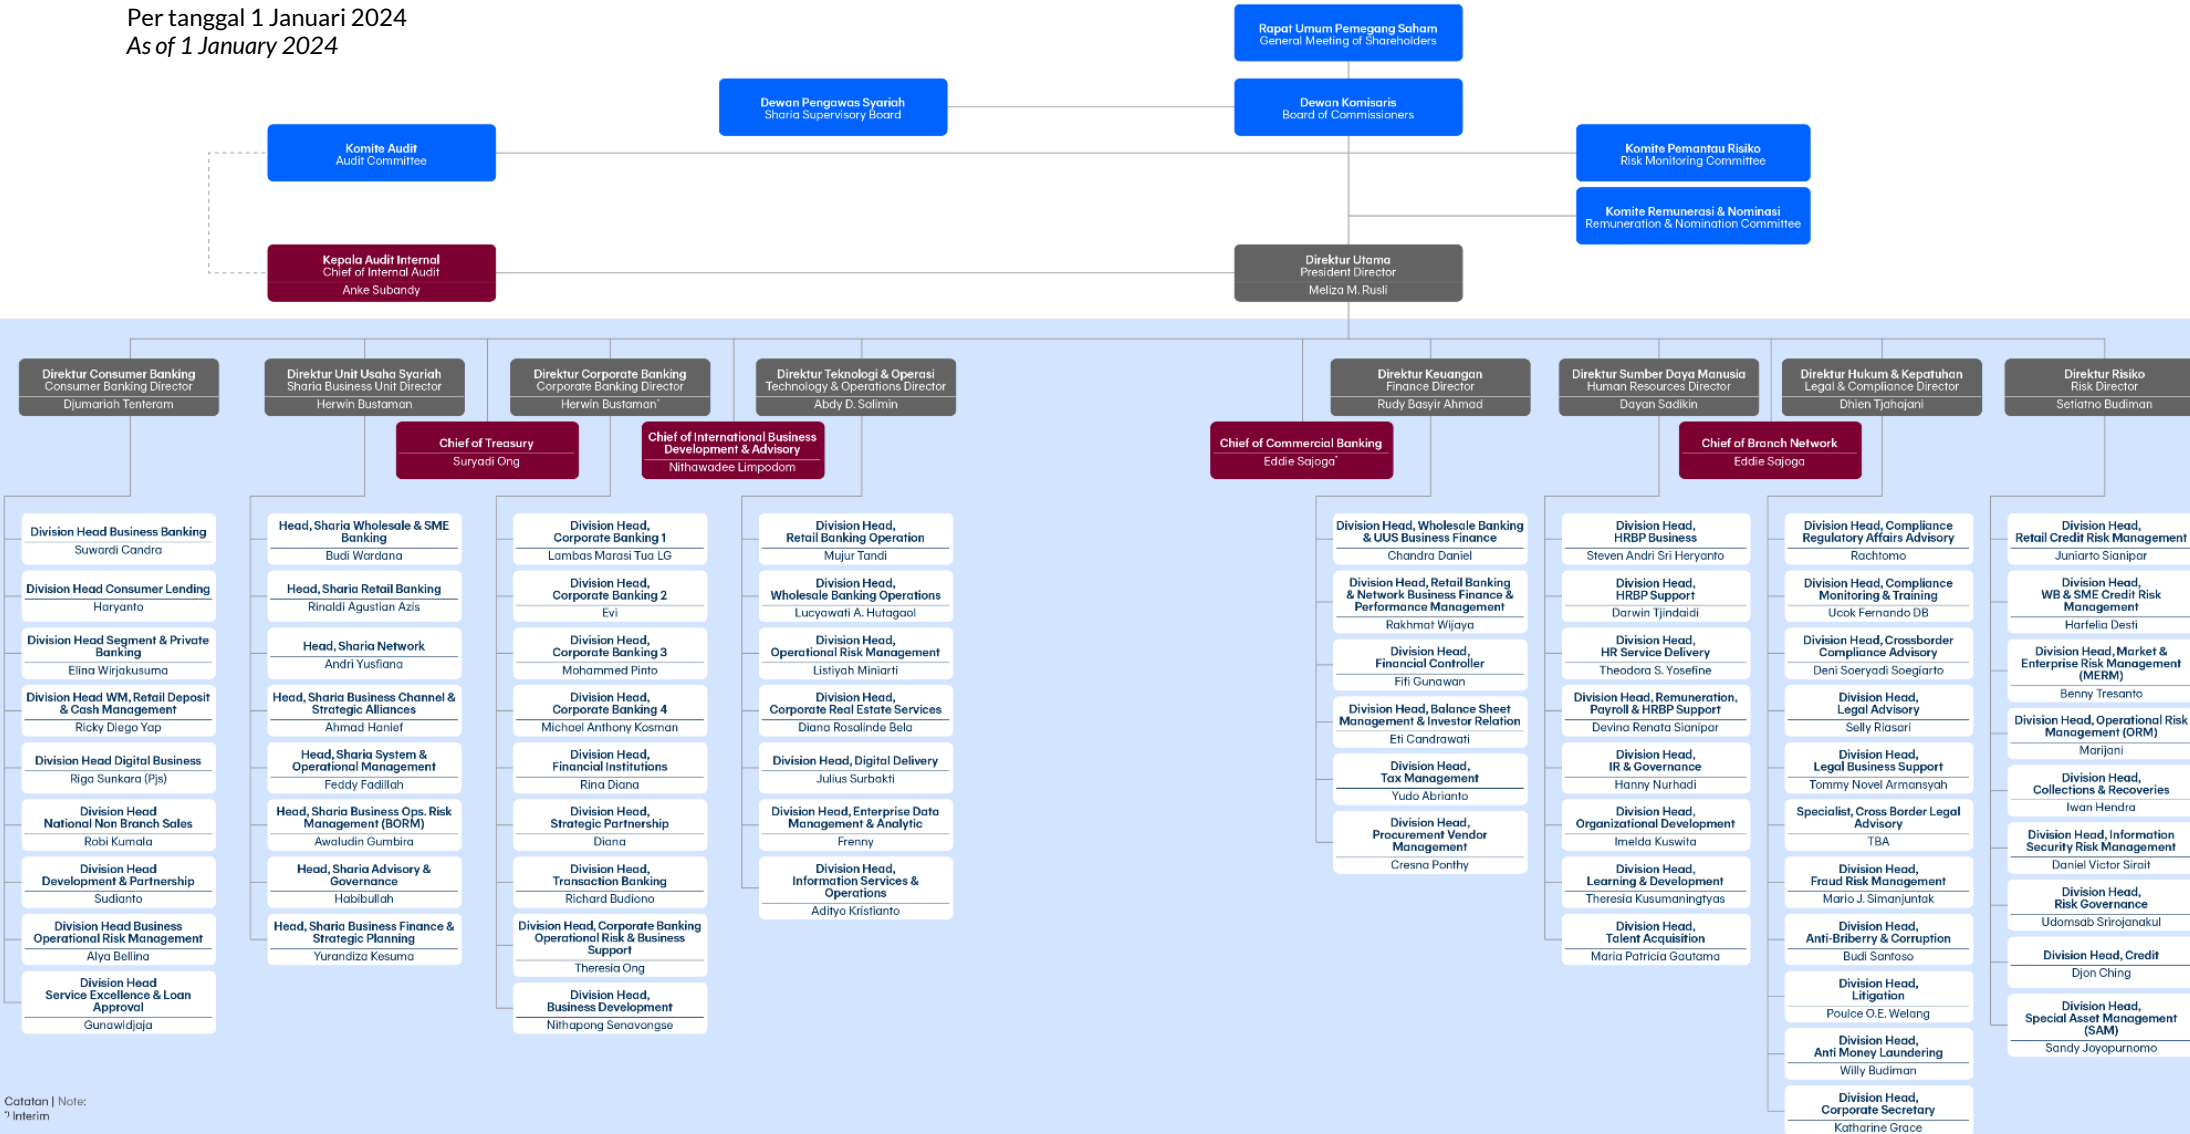 Per tanggal 1 Januari 2024
As of 1 January 2024
Rapat Umum Pemegang Saham
General Meeting of Shareholders
Dewan Pengawas Syariah
Sharia Supervisory Board
Dewan Komisaris
Board of Commissioners
Komite Audit
Audit Committee
Komite Pemantau Risiko
Risk Monitoring Committee
Komite Remunerasi & Nominasi
Remuneration & Nomination Committee
Kepala Audit Internal
Chief of Internal Audit
Anke Subandy
Direktur Utama
President Director
Meliza M. Rusli
Direktur Consumer Banking
Consumer Banking Director
Djumariah Tenteram
Direktur Unit Usaha Syariah
Sharia Business Unit Director
Herwin Bustaman
Direktur Corporate Banking
Corporate Banking Director
Herwin Bustaman*
Direktur Teknologi & Operasi
Technology & Operations Director
Abdy D. Salimin
Direktur Keuangan
Finance Director
Rudy Basyir Ahmad
Direktur Sumber Daya Manusia
Human Resources Director
Dayan Sadikin
Direktur Hukum & Kepatuhan
Legal & Compliance Director
Dhien Tjahajani
Direktur Risiko
Risk Director
Setiatno Budiman
Chief of Treasury
Suryadi Ong
Chief of International Business
Development & Advisory
Nithawadee Limpodom
Chief of Commercial Banking
Eddie Sajoga*
Chief of Branch Network
Eddie Sajoga
Division Head Business Banking
Suwardi Candra
Division Head Consumer Lending
Haryanto
Division Head Segment & Private
Banking
Elina Wirjakusuma
Division Head WM, Retail Deposit
& Cash Management
Ricky Diego Yap
Division Head Digital Business
Riga Sunkara (Pjs)
Division Head
National Non Branch Sales
Robi Kumala
Division Head
Development & Partnership
Sudianto
Division Head Business
Operational Risk Management
Alya Bellina
Division Head
Service Excellence & Loan
Approval
Gunawidjaja
Head, Sharia Wholesale & SME
Banking
Budi Wardana
Head, Sharia Retail Banking
Rinaldi Agustian Azis
Head, Sharia Network
Andri Yusfiana
Head, Sharia Business Channel &
Strategic Alliances
Ahmad Hanief
Head, Sharia System &
Operational Management
Feddy Fadillah
Head, Sharia Business Ops. Risk
Management (BORM)
Awaludin Gumbira
Head, Sharia Advisory &
Governance
Habibullah
Head, Sharia Business Finance &
Strategic Planning
Yurandiza Kesuma
Division Head,
Corporate Banking 1
Lambas Marasi Tua LG
Division Head,
Corporate Banking 2
Evi
Division Head,
Corporate Banking 3
Mohammed Pinto
Division Head,
Corporate Banking 4
Michael Anthony Kosman
Division Head,
Financial Institutions
Rina Diana
Division Head,
Strategic Partnership
Diana
Division Head,
Transaction Banking
Richard Budiono
Division Head, Corporate Banking
Operational Risk & Business
Support
Theresia Ong
Division Head,
Business Development
Nithapong Senavongse
Division Head,
Retail Banking Operation
Mujur Tandi
Division Head,
Wholesale Banking Operations
Lucyawati A. Hutagaol
Division Head,
Operational Risk Management
Listiyah Miniarti
Division Head,
Corporate Real Estate Services
Diana Rosalinde Bela
Division Head, Digital Delivery
Julius Surbakti
Division Head, Enterprise Data
Management & Analytic
Frenny
Division Head,
Information Services &
Operations
Adityo Kristianto
Division Head, Wholesale Banking
& UUS Business Finance
Chandra Daniel
Division Head, Retail Banking
& Network Business Finance &
Performance Management
Rakhmat Wijaya
Division Head,
Financial Controller
Fifi Gunawan
Division Head, Balance Sheet
Management & Investor Relation
Eti Candrawati
Division Head,
Tax Management
Yudo Abrianto
Division Head,
Procurement Vendor
Management
Cresna Ponthy
Division Head,
HRBP Business
Steven Andri Sri Heryanto
Division Head,
HRBP Support
Darwin Tjindaidi
Division Head,
HR Service Delivery
Theodora S. Yosefine
Division Head, Remuneration,
Payroll & HRBP Support
Devina Renata Sianipar
Division Head,
IR & Governance
Hanny Nurhadi
Division Head,
Organizational Development
Imelda Kuswita
Division Head,
Learning & Development
Theresia Kusumaningtyas
Division Head,
Talent Acquisition
Maria Patricia Gautama
Division Head, Compliance
Regulatory Affairs Advisory
Rachtomo
Division Head, Compliance
Monitoring & Training
Ucok Fernando DB
Division Head, Crossborder
Compliance Advisory
Deni Soeryadi Soegiarto
Division Head,
Legal Advisory
Selly Riasari
Division Head,
Legal Business Support
Tommy Novel Armansyah
Specialist, Cross Border Legal
Advisory
TBA
Division Head,
Fraud Risk Management
Mario J. Simanjuntak
Division Head,
Anti-Briberry & Corruption
Budi Santoso
Division Head,
Litigation
Poulce O.E. Welang
Division Head,
Anti Money Laundering
Willy Budiman
Division Head,
Corporate Secretary
Katharine Grace
Division Head,
Retail Credit Risk Management
Juniarto Sianipar
Division Head,
WB & SME Credit Risk
Management
Harfelia Desti
Division Head, Market &
Enterprise Risk Management
(MERM)
Benny Tresanto
Division Head, Operational Risk
Management (ORM)
Marijani
Division Head,
Collections & Recoveries
Iwan Hendra
Division Head, Information
Security Risk Management
Daniel Victor Sirait
Division Head,
Risk Governance
Udomsab Srirojanakul
Division Head, Credit
Djon Ching
Division Head,
Special Asset Management
(SAM)
Sandy Joyopurnomo
Catatan | Note:
*) Interim